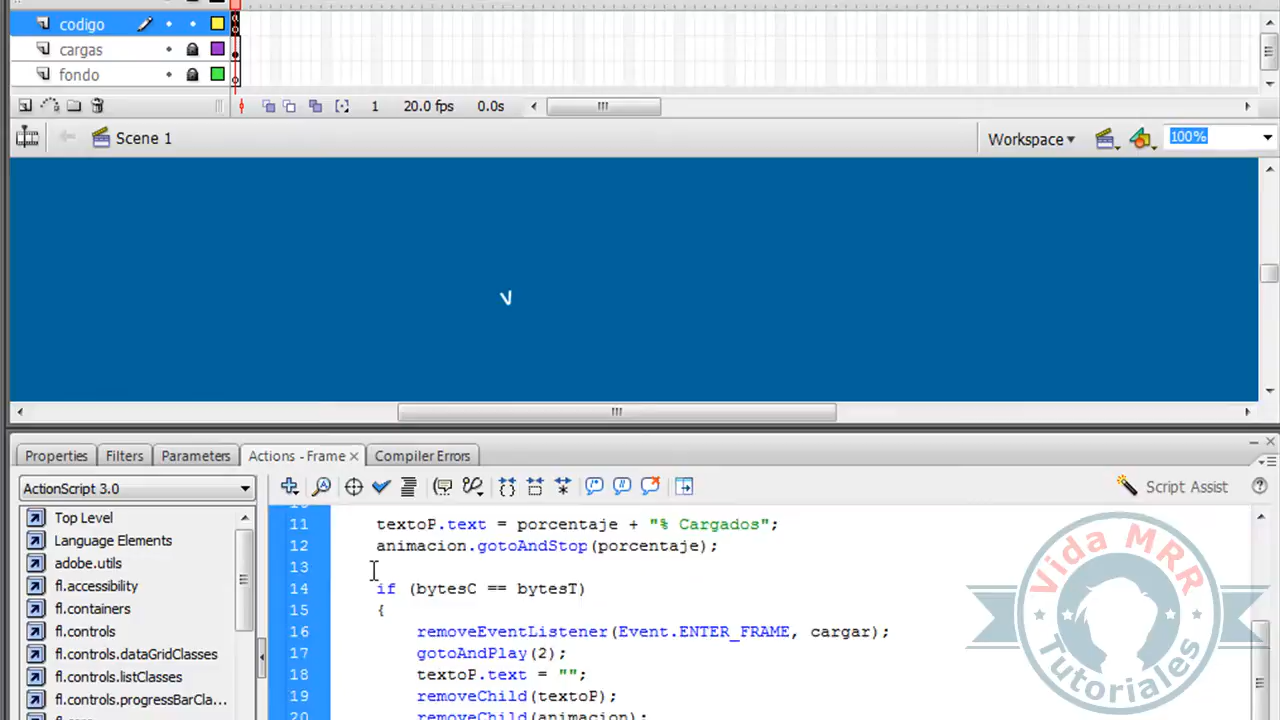 codigo
cargas
fondo
1 20.0 fps 0.0s
Scene 1
Workspace
100%
v
Properties Filters Parameters Actions - Frame Compiler Errors
ActionScript 3.0
Script Assist
Top Level
Language Elements
adobe.utils
fl.accessibility
fl.containers
fl.controls
fl.controls.dataGridClasses
fl.controls.listClasses
fl.controls.progressBarCla...
11 textoP.text = porcentaje + "% Cargados";
12 animacion.gotoAndStop(porcentaje);
13
14 if (bytesC == bytesT)
15 {
16 removeEventListener(Event.ENTER_FRAME, cargar);
17 gotoAndPlay(2);
18 textoP.text = "";
19 removeChild(textoP);
20 removeChild(animacion);
Vida MRR
Tutoriales